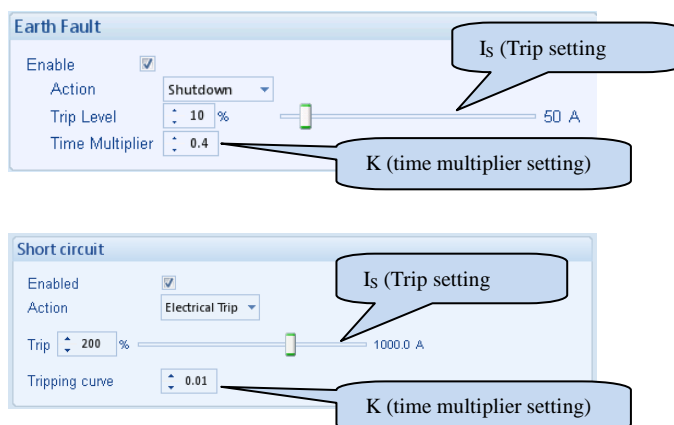 Earth Fault
IS (Trip setting
Enable
Action Shutdown
Trip Level 10 % 50 A
Time Multiplier 0.4
K (time multiplier setting)
Short circuit
Enabled
IS (Trip setting
Action Electrical Trip
Trip 200 % 1000.0 A
Tripping curve 0.01
K (time multiplier setting)